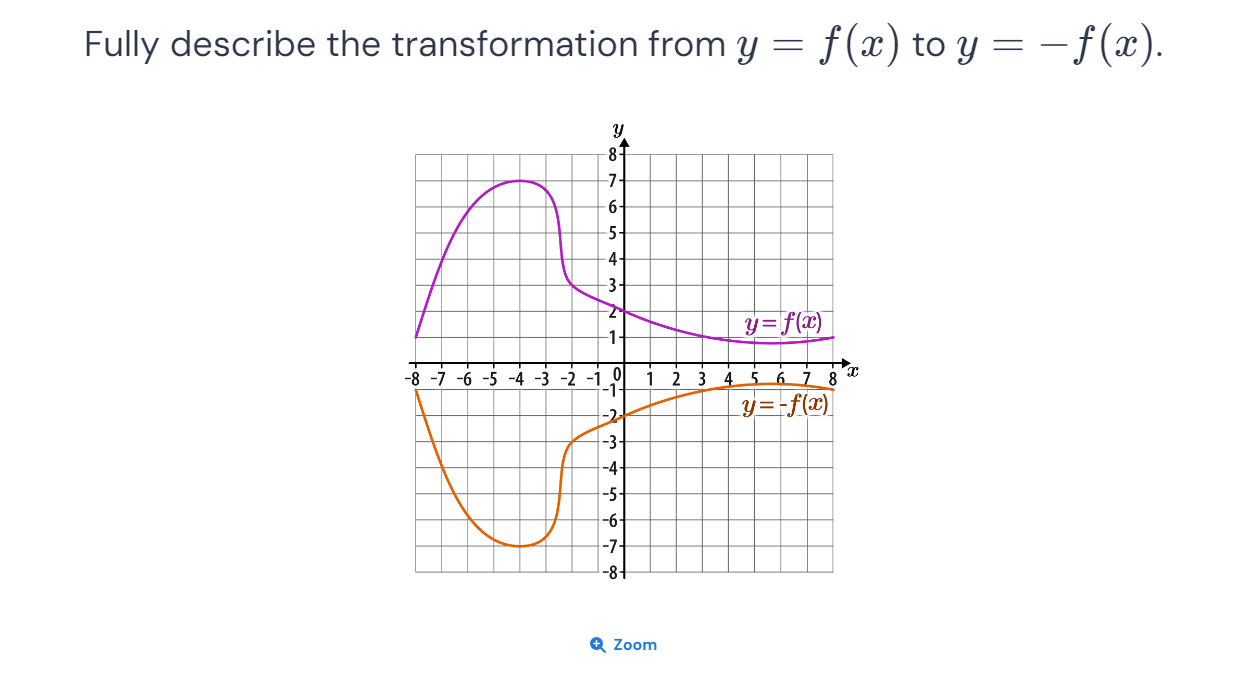 Fully describe the transformation from y = f(x) to y = −f(x).
y
8
7
6
5
4
3
2
1
y = f(x)
-8 -7 -6 -5 -4 -3 -2 -1 0 1 2 3 4 5 6 7 8 x
-1
y = -f(x)
-2
-3
-4
-5
-6
-7
-8
Zoom